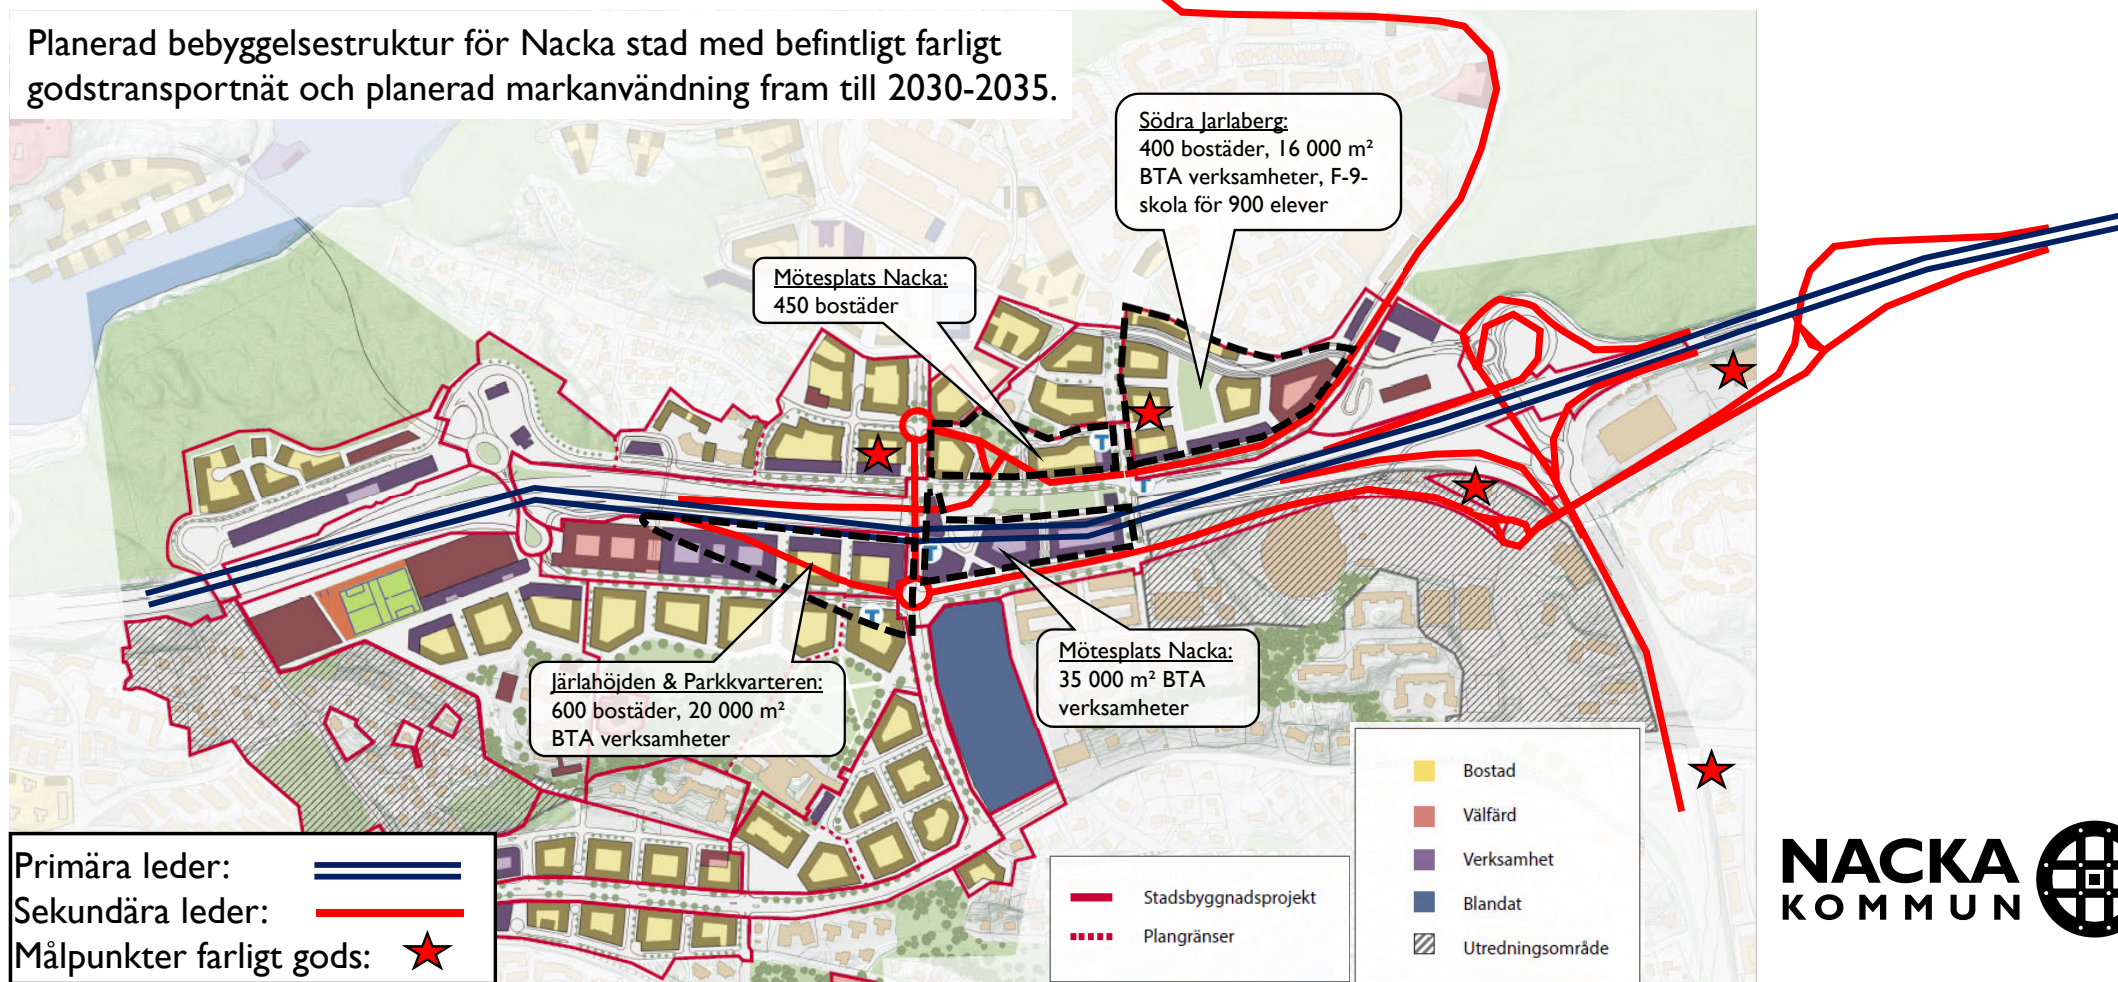 Planerad bebyggelsestruktur för Nacka stad med befintligt farligt
godstransportnät och planerad markanvändning fram till 2030-2035.
Södra Jarlaberg:
400 bostäder, 16 000 m²
BTA verksamheter, F-9-
skola för 900 elever
Mötesplats Nacka:
450 bostäder
T
T
T
T
Mötesplats Nacka:
35 000 m² BTA
verksamheter
Järlahöjden & Parkkvarteren:
600 bostäder, 20 000 m²
BTA verksamheter
Primära leder:
Sekundära leder:
Målpunkter farligt gods:
Stadsbyggnadsprojekt
Plangränser
Bostad
Välfärd
Verksamhet
Blandat
Utredningsområde
NACKA
KOMMUN